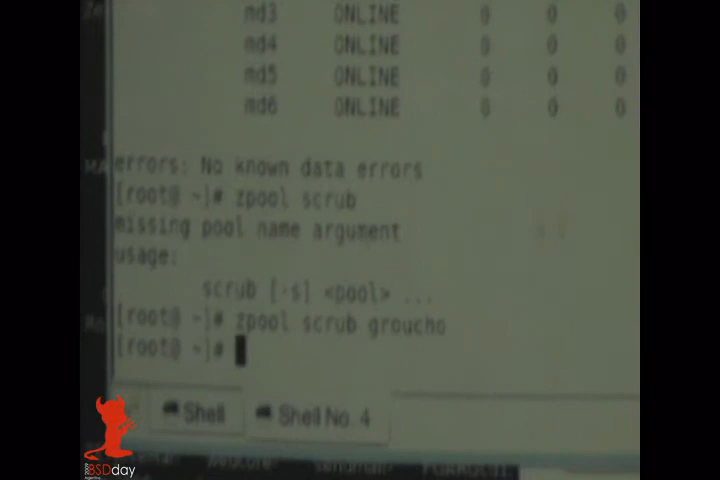 md3 ONLINE 0 0 0
md4 ONLINE 0 0 0
md5 ONLINE 0 0 0
md6 ONLINE 0 0 0
errors: No known data errors
[root@ ~]# zpool scrub
missing pool name argument
usage:
scrub [-s] <pool> ...
[root@ ~]# zpool scrub groucho
[root@ ~]#
Shell
Shell No. 4
BSDday